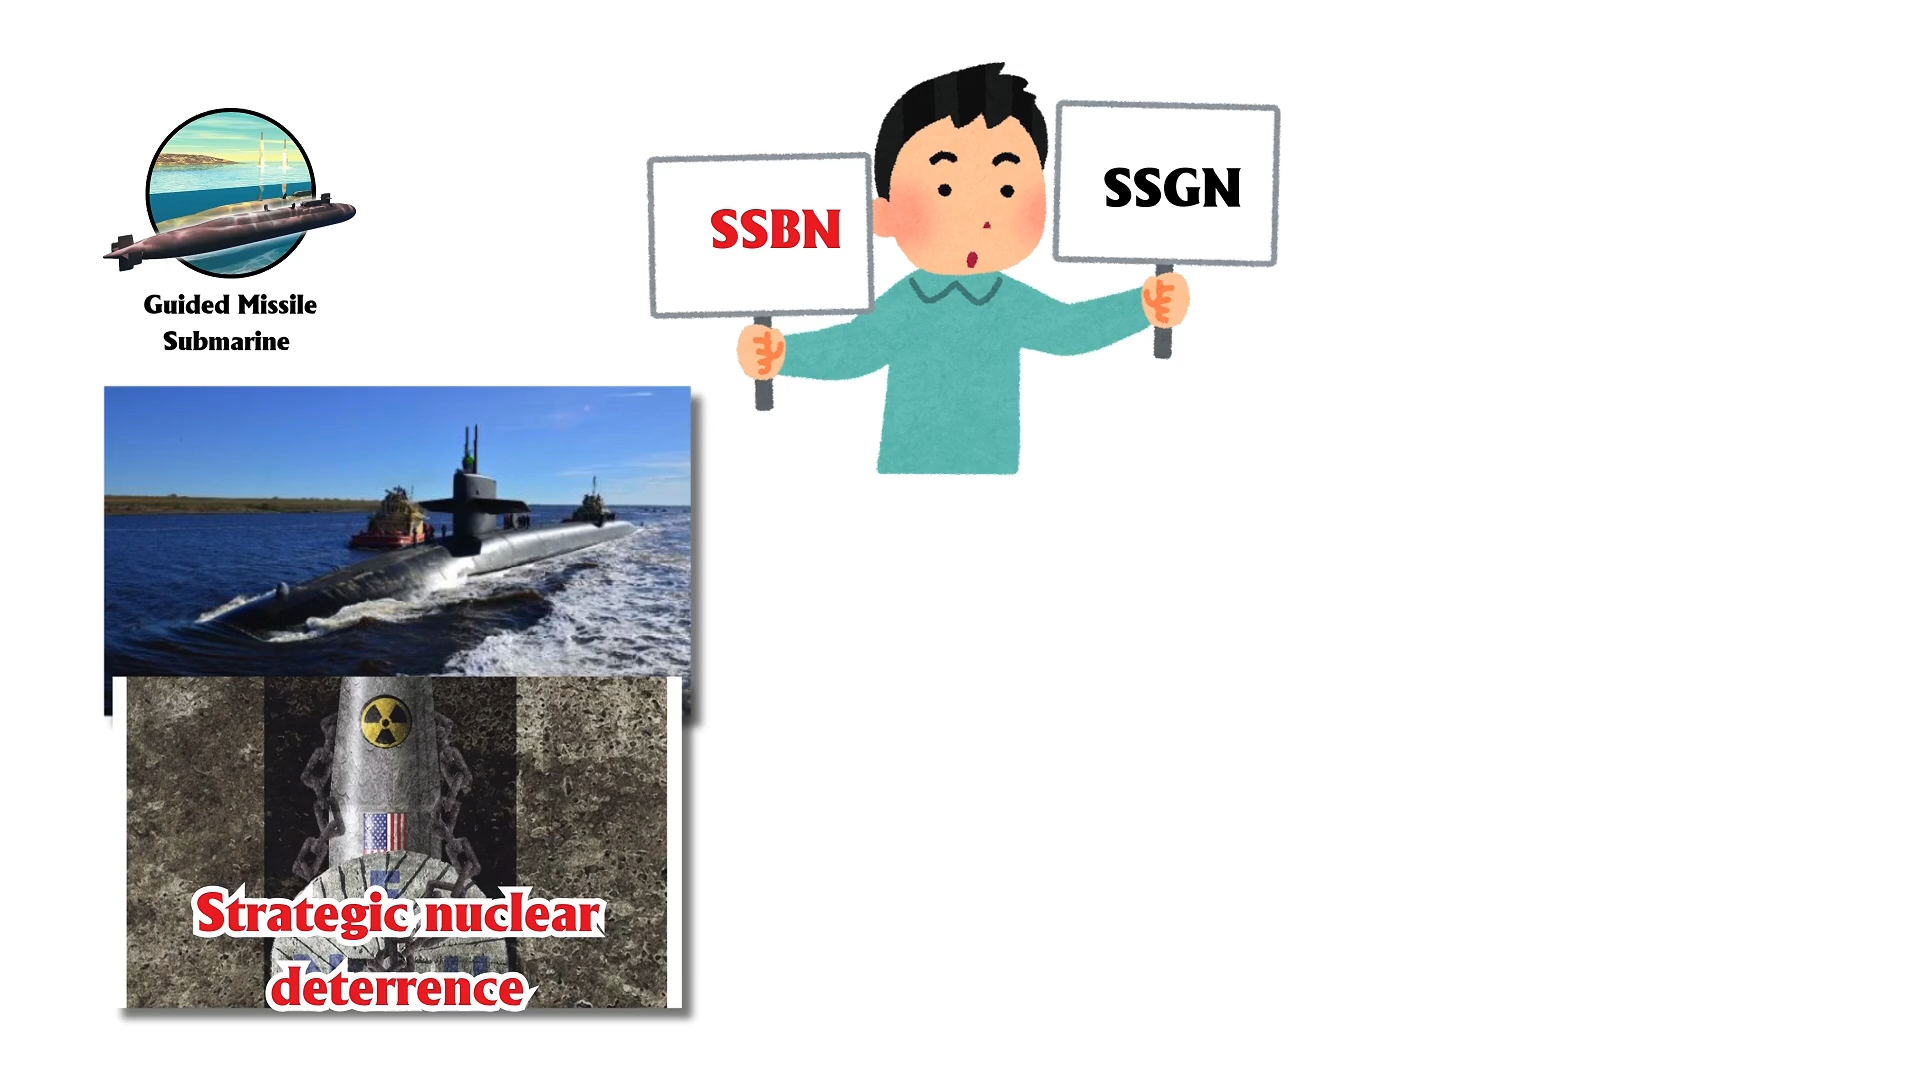 Guided Missile
Submarine
SSBN
SSGN
Strategic nuclear
deterrence